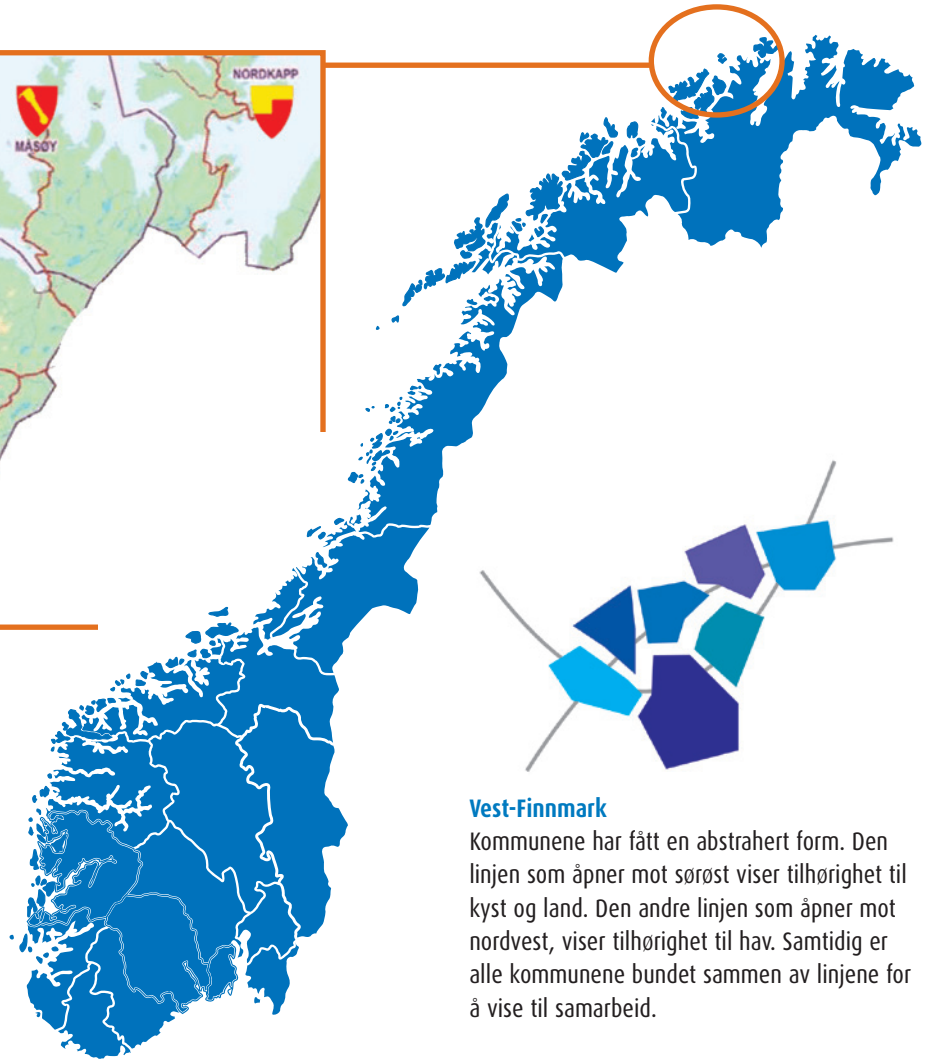 NORDKAPP
MÅSØY
Vest-Finnmark
Kommunene har fått en abstrahert form. Den
linjen som åpner mot sørøst viser tilhørighet til
kyst og land. Den andre linjen som åpner mot
nordvest, viser tilhørighet til hav. Samtidig er
alle kommunene bundet sammen av linjene for
å vise til samarbeid.